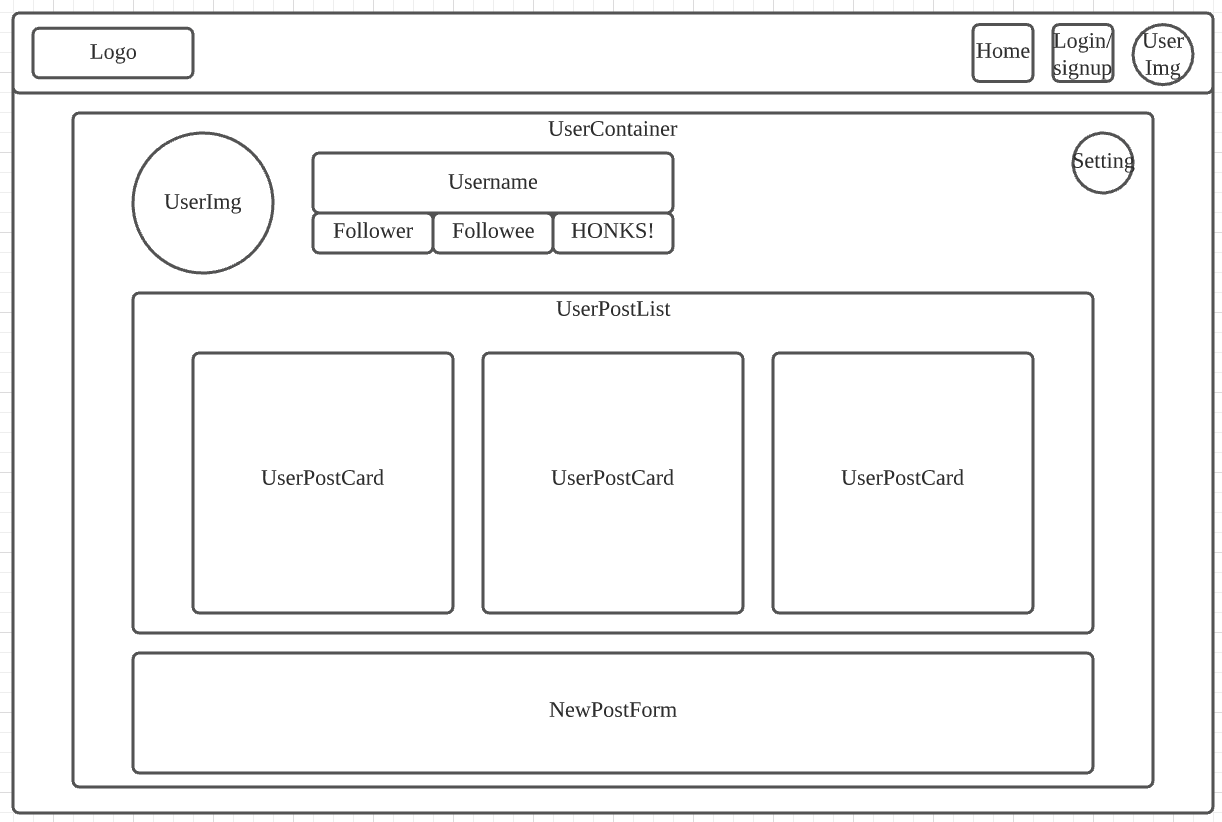 Logo
Home
Login/
signup
User
Img
UserContainer
UserImg
Username
Setting
Follower
Followee
HONKS!
UserPostList
UserPostCard
UserPostCard
UserPostCard
NewPostForm